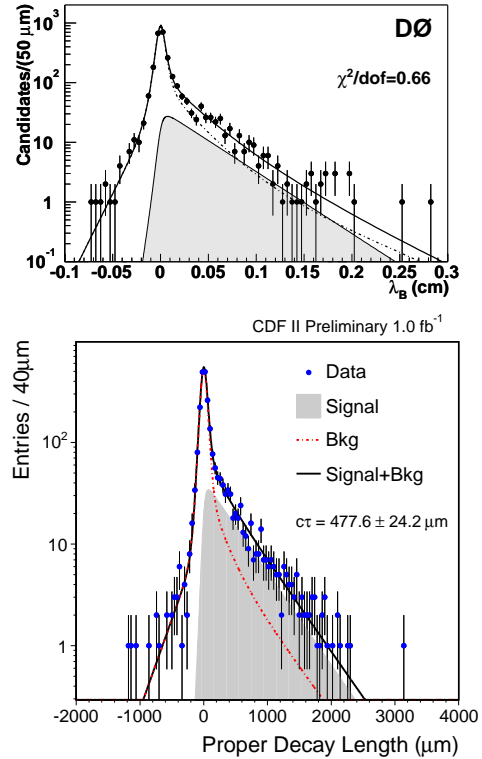 DØ
χ²/dof=0.66
Candidates/(50 μm)
10³
10²
10
1
10⁻¹
-0.1 -0.05 0 0.05 0.1 0.15 0.2 0.25 0.3
λ_B (cm)
CDF II Preliminary 1.0 fb⁻¹
Entries / 40μm
Data
Signal
Bkg
Signal+Bkg
cτ = 477.6 ± 24.2 μm
10²
10
1
-2000 -1000 0 1000 2000 3000 4000
Proper Decay Length (μm)